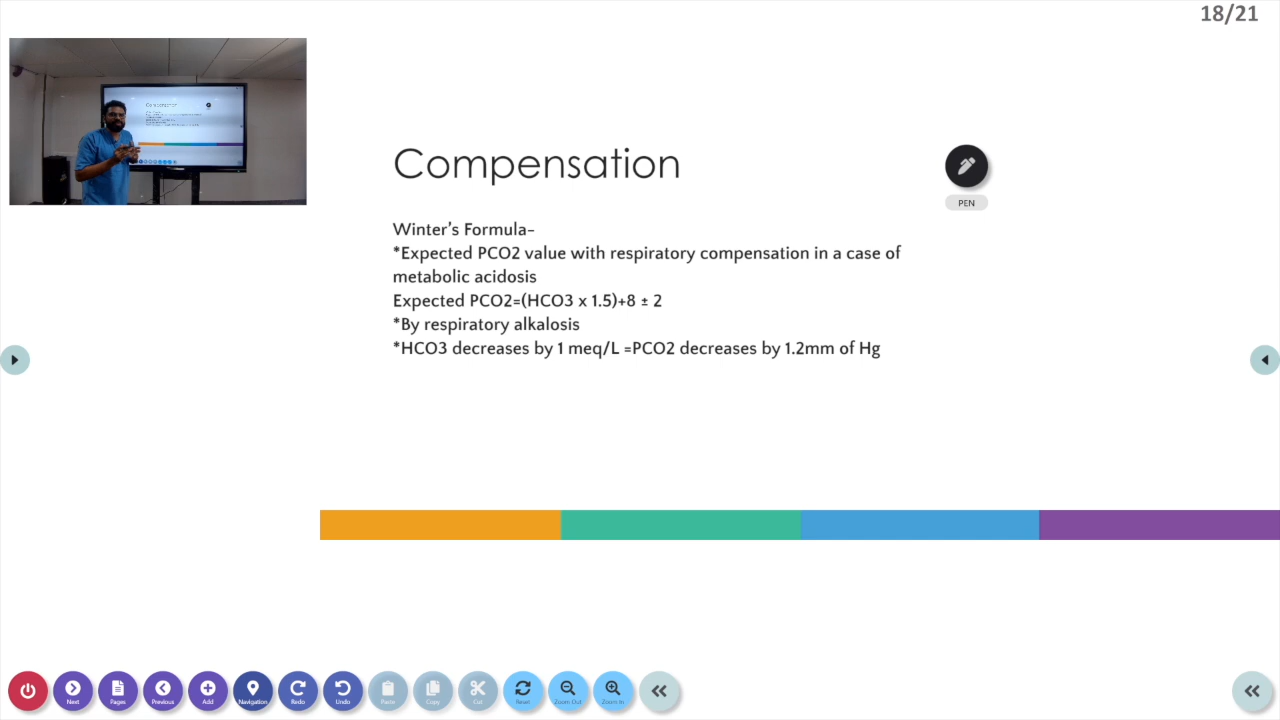 18/21
Compensation
PEN
Winter's Formula-
*Expected PCO2 value with respiratory compensation in a case of
metabolic acidosis
Expected PCO2=(HCO3 x 1.5)+8 ± 2
*By respiratory alkalosis
*HCO3 decreases by 1 meq/L =PCO2 decreases by 1.2mm of Hg
Next
Pages
Previous
Add
Navigation
Redo
Undo
Paste
Copy
Cut
Reset
Zoom Out
Zoom In